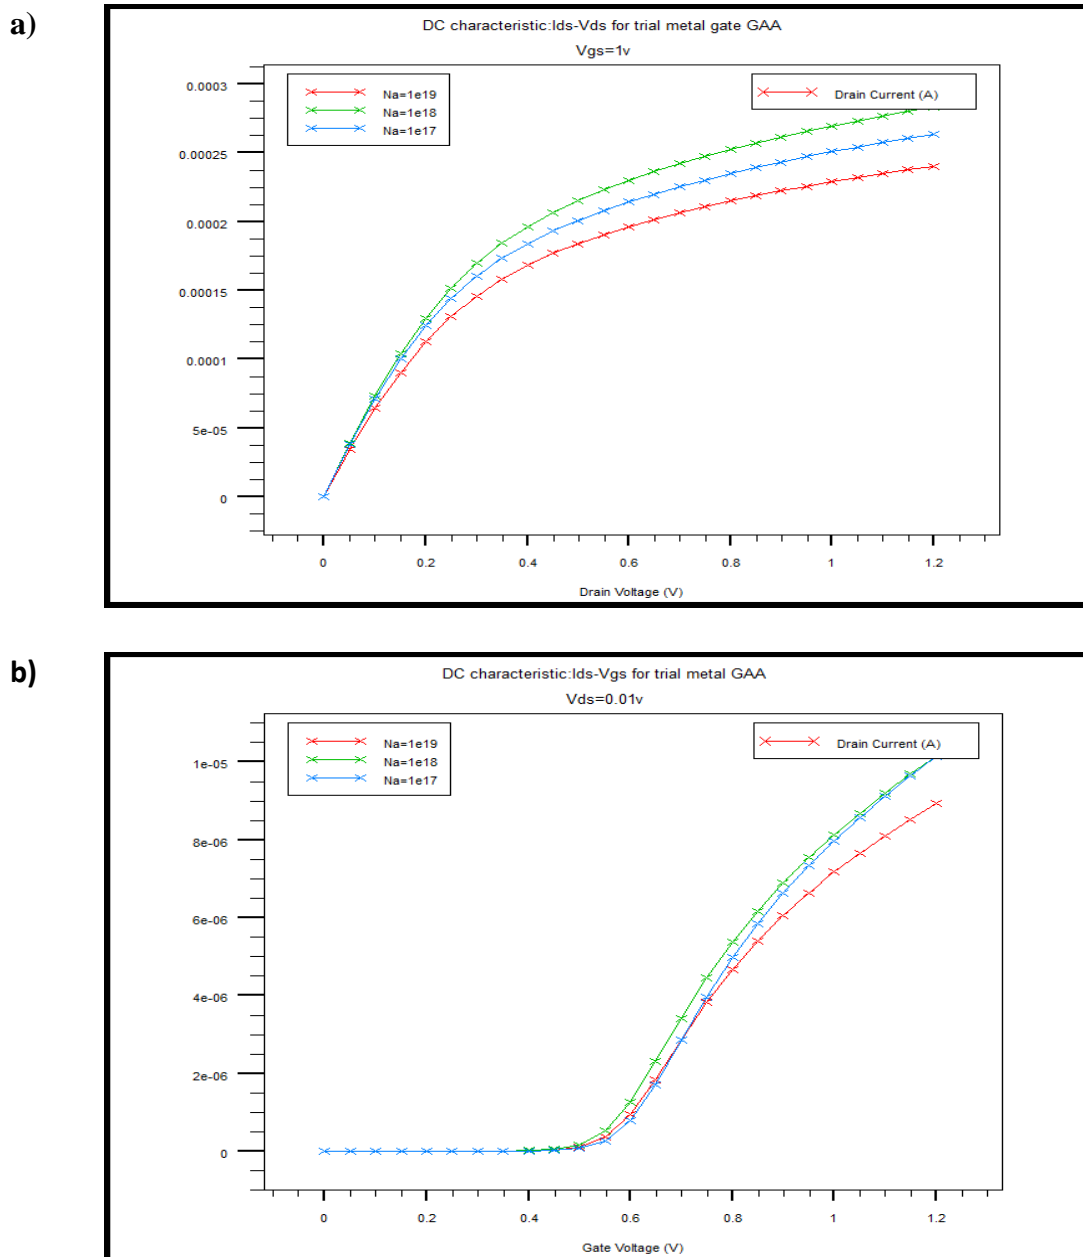 a)
DC characteristic:Ids-Vds for trial metal gate GAA
Vgs=1v
Na=1e19
Na=1e18
Na=1e17
Drain Current (A)
0.0003
0.00025
0.0002
0.00015
0.0001
5e-05
0
0 0.2 0.4 0.6 0.8 1 1.2
Drain Voltage (V)
b)
DC characteristic:Ids-Vgs for trial metal GAA
Vds=0.01v
Na=1e19
Na=1e18
Na=1e17
Drain Current (A)
1e-05
8e-06
6e-06
4e-06
2e-06
0
0 0.2 0.4 0.6 0.8 1 1.2
Gate Voltage (V)